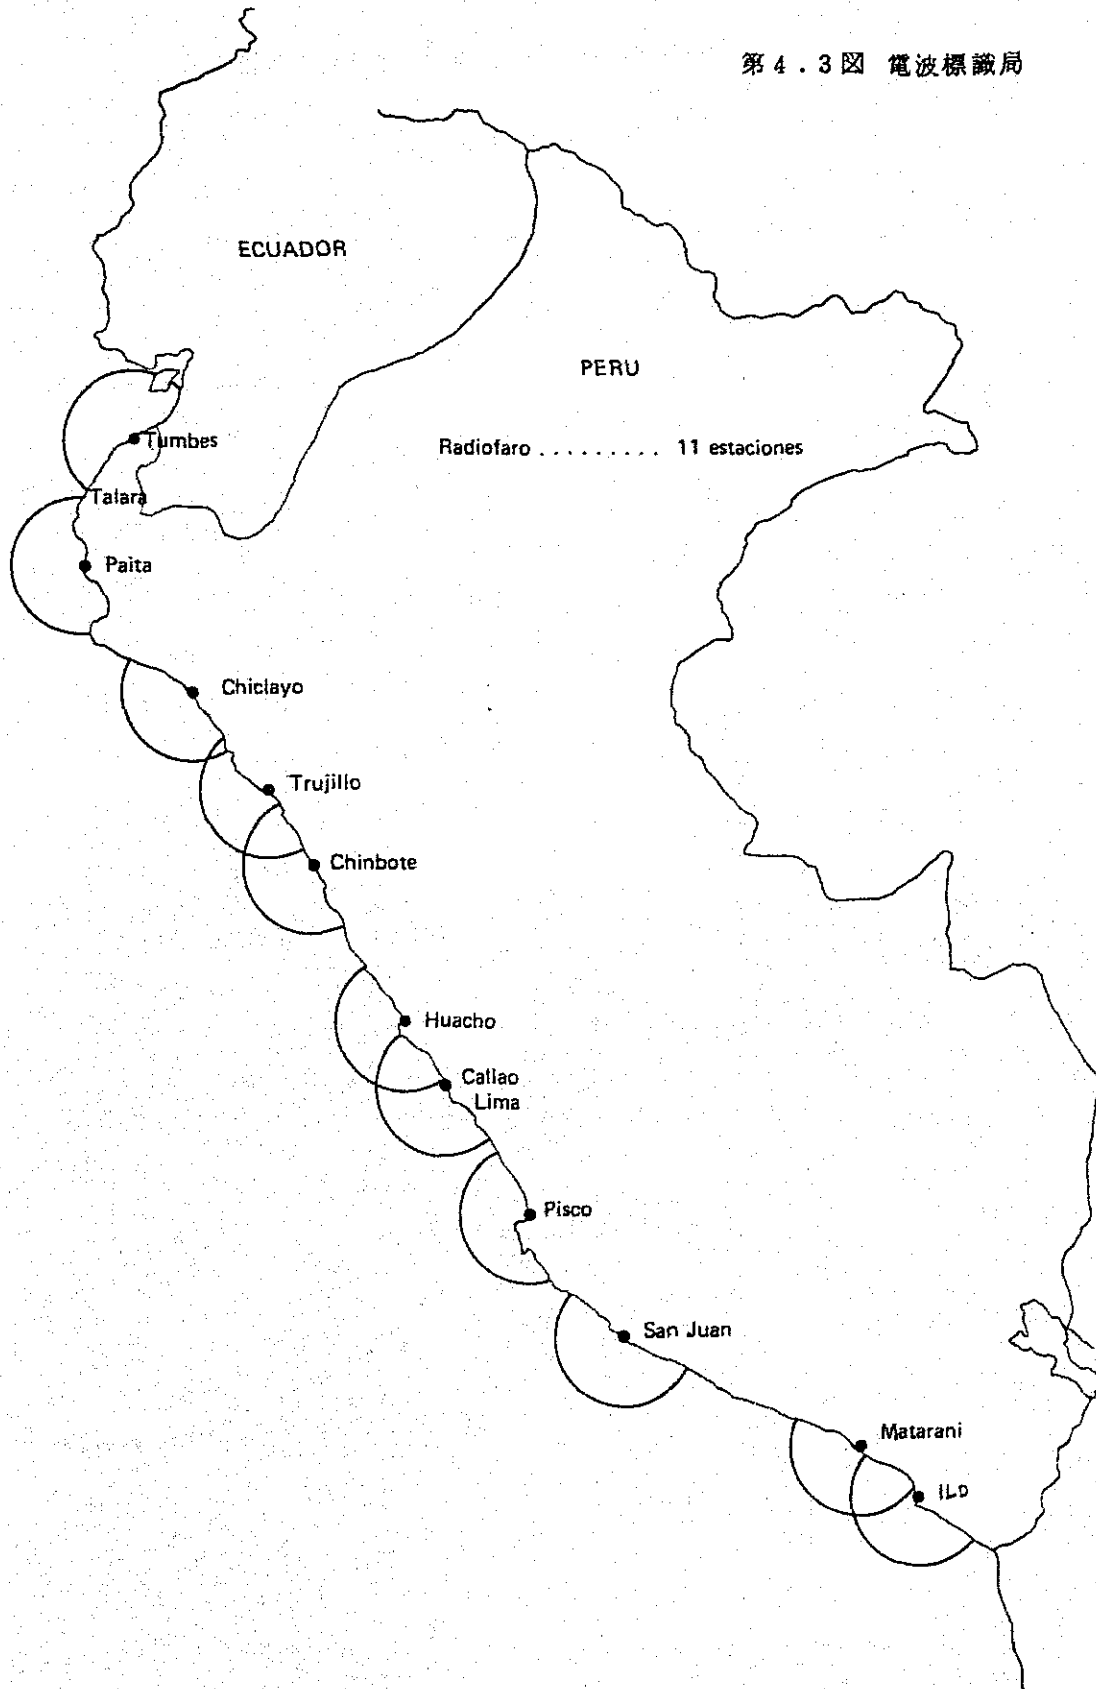 第4.3図 電波標識局
ECUADOR
PERU
Radiofaro ......... 11 estaciones
Tumbes
Talara
Paita
Chiclayo
Trujillo
Chinbote
Huacho
Callao
Lima
Pisco
San Juan
Matarani
ILO